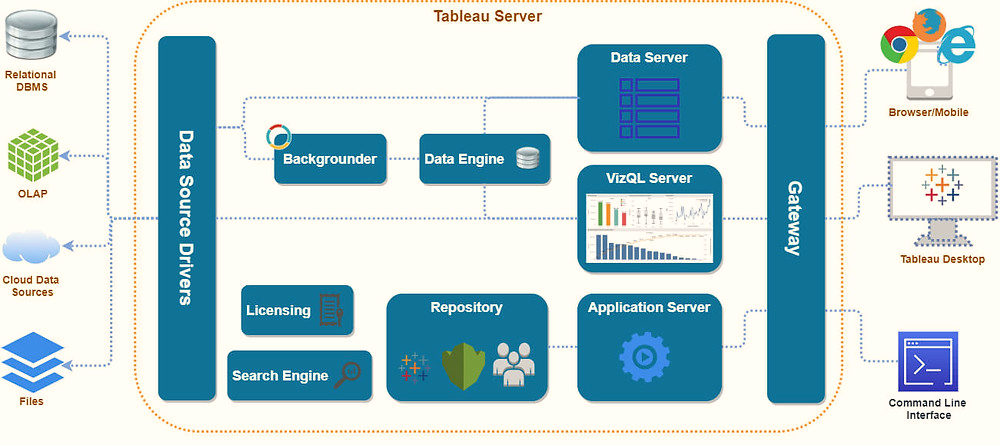 Tableau Server
Relational
DBMS
OLAP
Cloud Data
Sources
Files
Data Source Drivers
Backgrounder
Data Engine
Data Server
VizQL Server
Licensing
Search Engine
Repository
Application Server
Gateway
Browser/Mobile
Tableau Desktop
Command Line
Interface